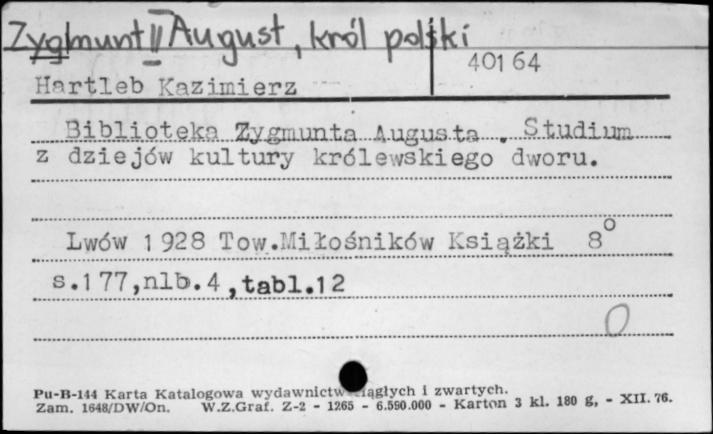 Zygmunt II August, król polski
40164
Hartleb Kazimierz
Biblioteka Zygmunta Augusta . Studium
z dziejów kultury królewskiego dworu.
Lwów 1928 Tow.Miłośników Książki 8°
s.177,nlb.4,tabl.12
0
Pu-B-144 Karta Katalogowa wydawnictw ciągłych i zwartych.
Zam. 1648/DW/On. W.Z.Graf. Z-2 - 1265 - 6.590.000 - Karton 3 kl. 180 g, - XII. 76.